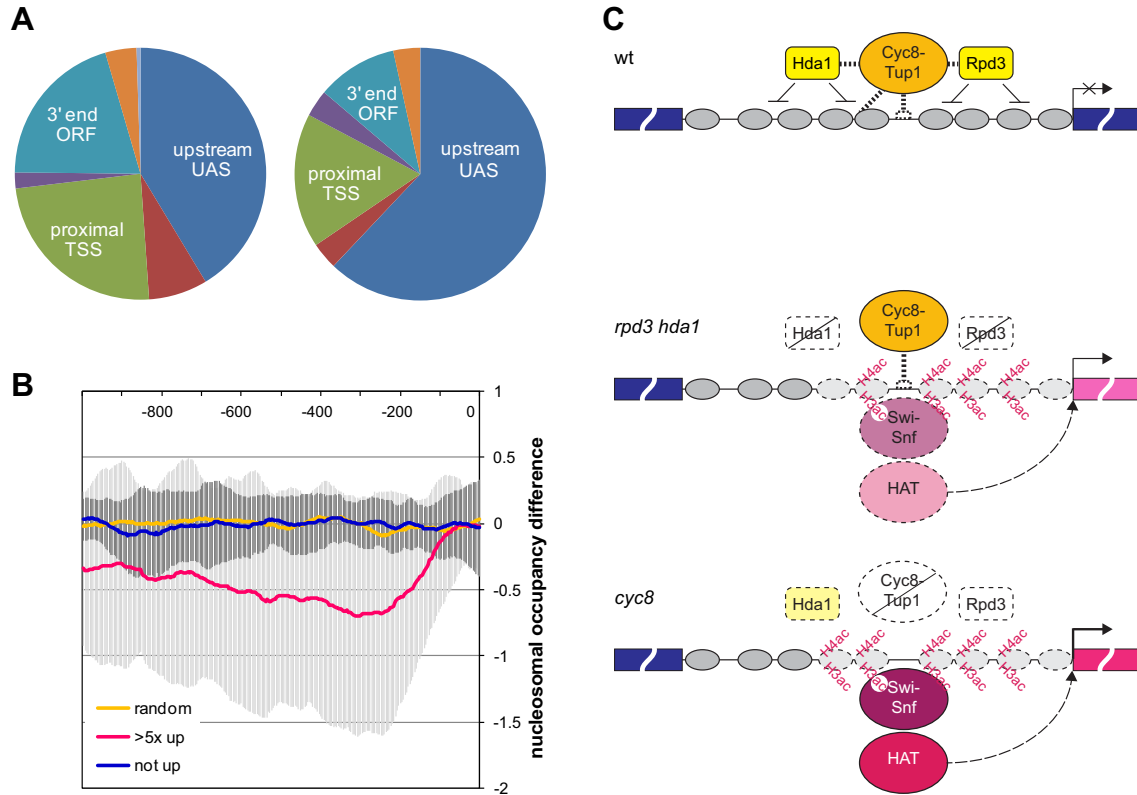 A
3' end
ORF
upstream
UAS
proximal
TSS
3' end
ORF
upstream
UAS
proximal
TSS
B
-800
-600
-400
-200
0
1
0.5
0
-0.5
-1
-1.5
-2
nucleosomal occupancy difference
random
>5x up
not up
C
wt
Hda1
Cyc8-
Tup1
Rpd3
rpd3 hda1
Hda1
Cyc8-
Tup1
Rpd3
H4ac
H4ac
H4ac
H4ac
H3ac
H3ac
H3ac
H3ac
Swi-
Snf
HAT
cyc8
Hda1
Cyc8-
Tup1
Rpd3
H4ac
H4ac
H4ac
H4ac
H4ac
H3ac
H3ac
H3ac
H3ac
H3ac
Swi-
Snf
HAT